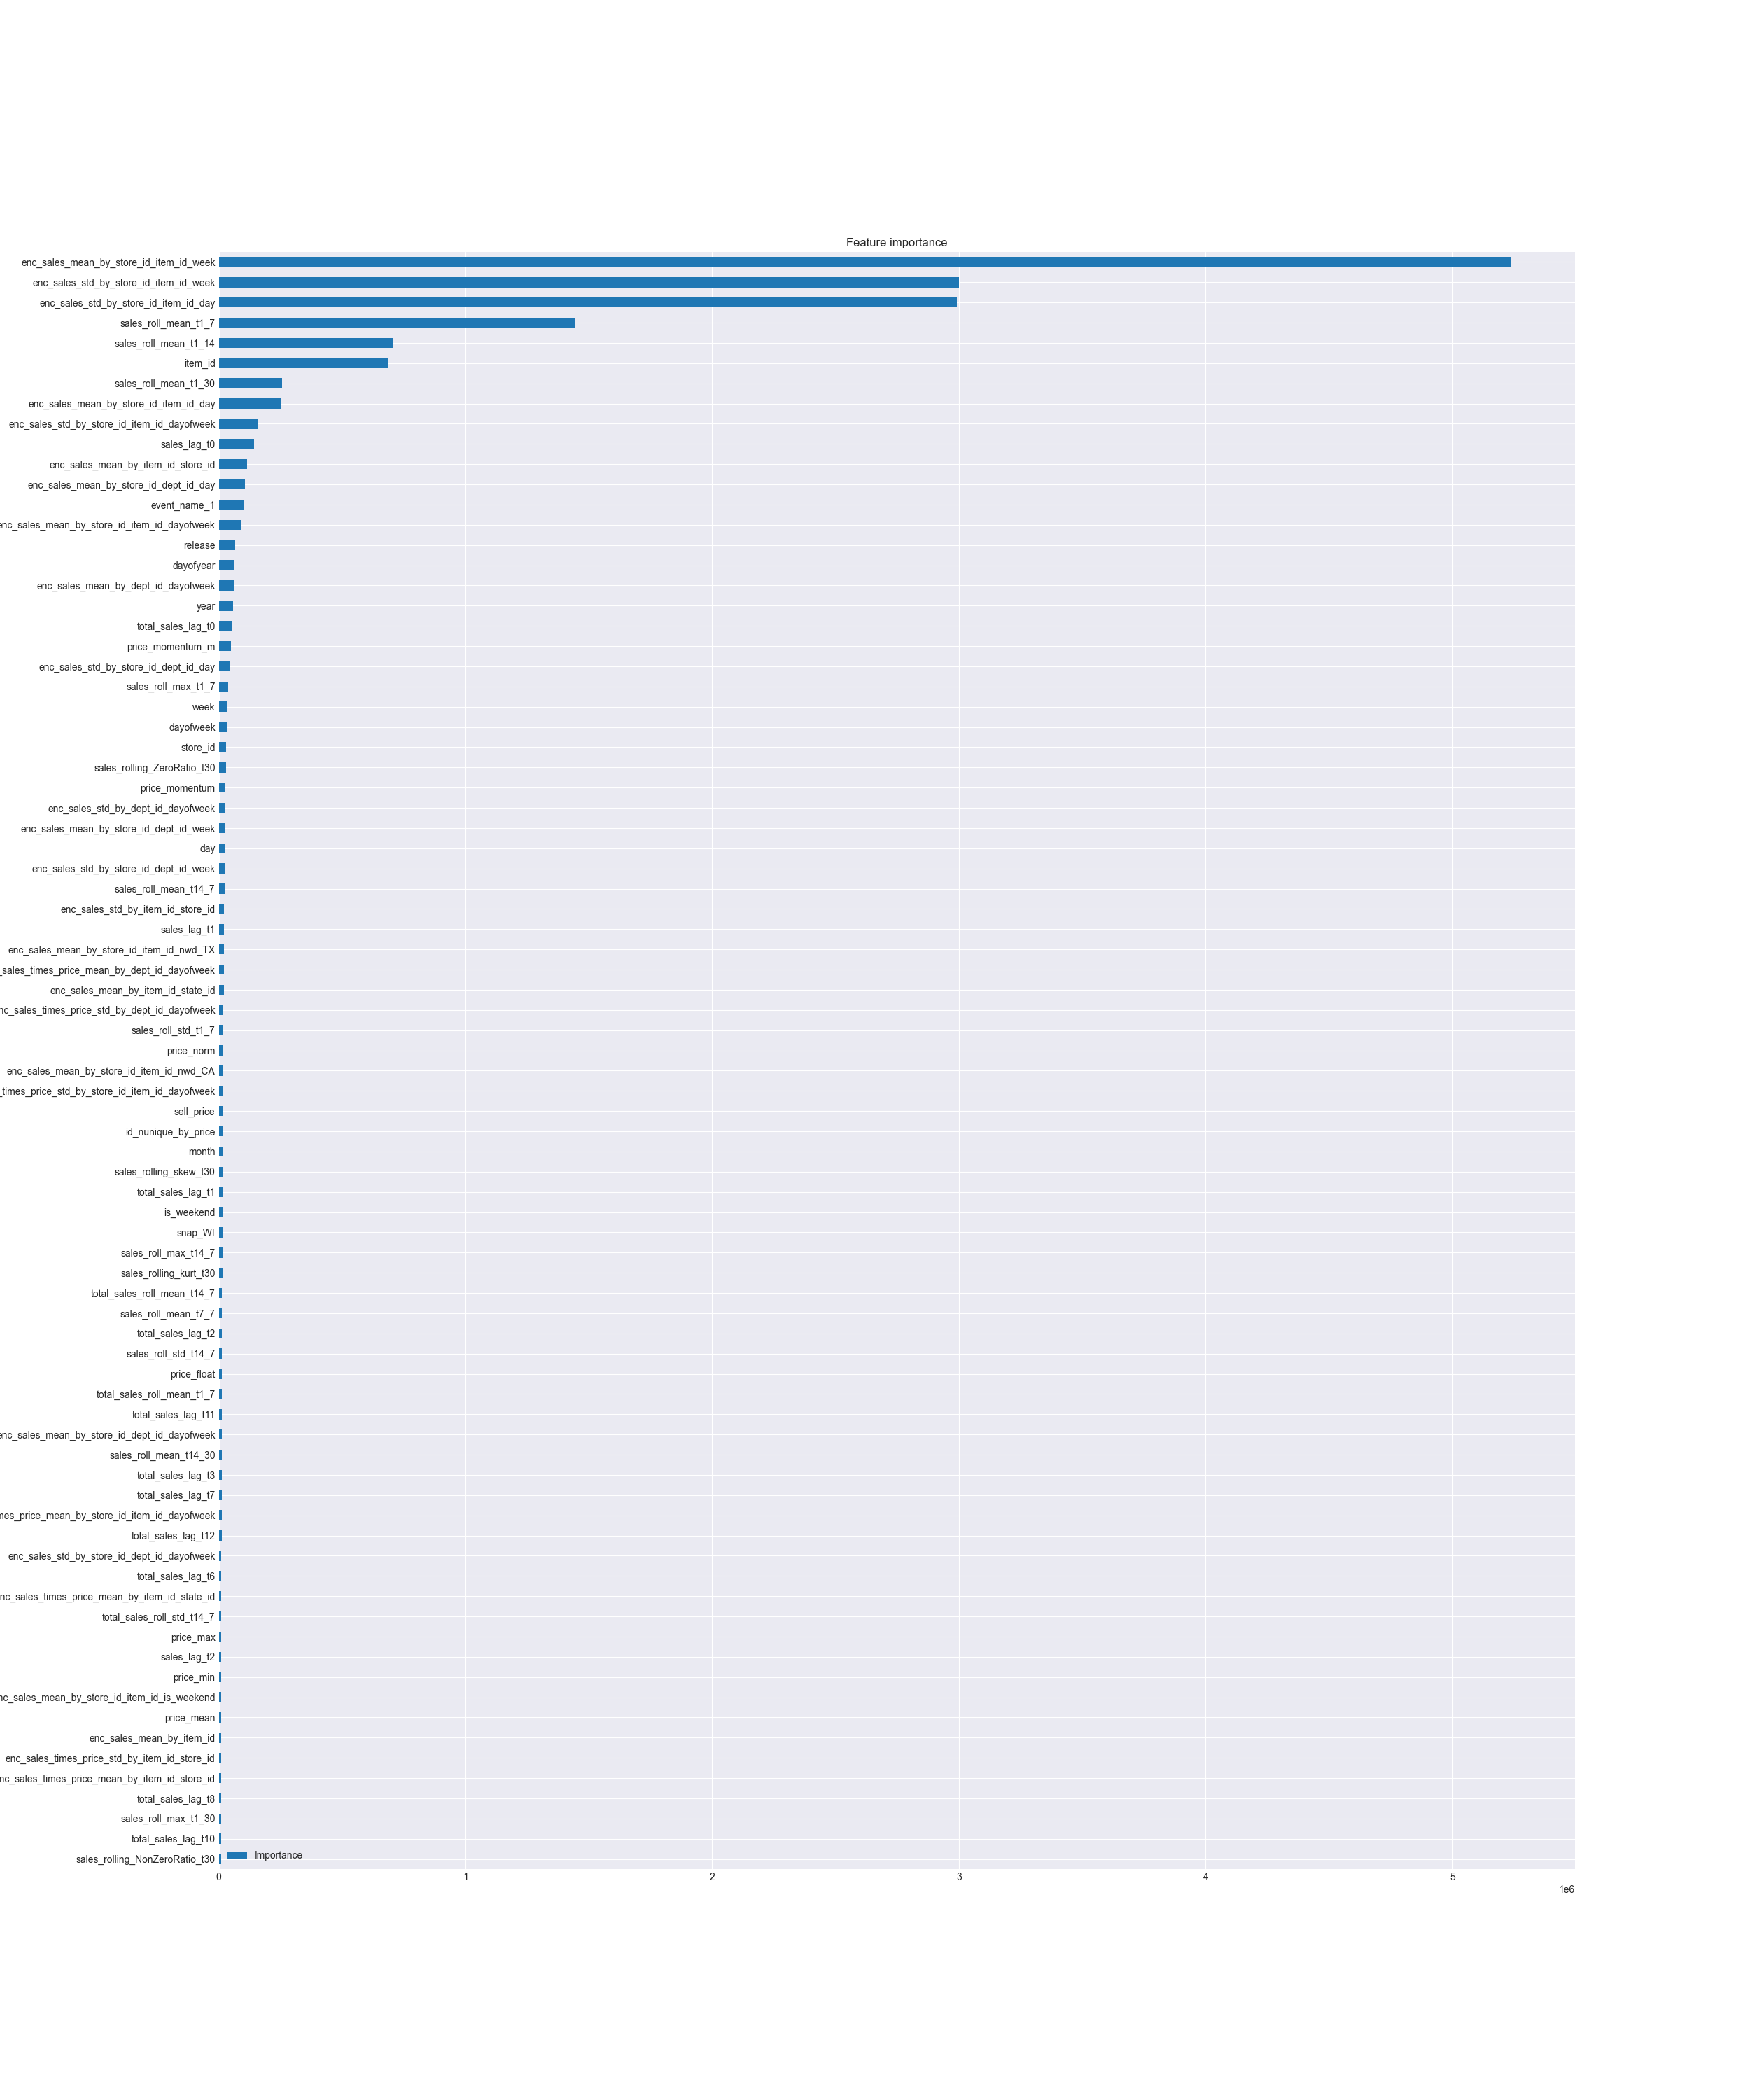 Feature importance
enc_sales_mean_by_store_id_item_id_week
enc_sales_std_by_store_id_item_id_week
enc_sales_std_by_store_id_item_id_day
sales_roll_mean_t1_7
sales_roll_mean_t1_14
item_id
sales_roll_mean_t1_30
enc_sales_mean_by_store_id_item_id_day
enc_sales_std_by_store_id_item_id_dayofweek
sales_lag_t0
enc_sales_mean_by_item_id_store_id
enc_sales_mean_by_store_id_dept_id_day
event_name_1
enc_sales_mean_by_store_id_item_id_dayofweek
release
dayofyear
enc_sales_mean_by_dept_id_dayofweek
year
total_sales_lag_t0
price_momentum_m
enc_sales_std_by_store_id_dept_id_day
sales_roll_max_t1_7
week
dayofweek
store_id
sales_rolling_ZeroRatio_t30
price_momentum
enc_sales_std_by_dept_id_dayofweek
enc_sales_mean_by_store_id_dept_id_week
day
enc_sales_std_by_store_id_dept_id_week
sales_roll_mean_t14_7
enc_sales_std_by_item_id_store_id
sales_lag_t1
enc_sales_mean_by_store_id_item_id_nwd_TX
_sales_times_price_mean_by_dept_id_dayofweek
enc_sales_mean_by_item_id_state_id
nc_sales_times_price_std_by_dept_id_dayofweek
sales_roll_std_t1_7
price_norm
enc_sales_mean_by_store_id_item_id_nwd_CA
_times_price_std_by_store_id_item_id_dayofweek
sell_price
id_nunique_by_price
month
sales_rolling_skew_t30
total_sales_lag_t1
is_weekend
snap_WI
sales_roll_max_t14_7
sales_rolling_kurt_t30
total_sales_roll_mean_t14_7
sales_roll_mean_t7_7
total_sales_lag_t2
sales_roll_std_t14_7
price_float
total_sales_roll_mean_t1_7
total_sales_lag_t11
enc_sales_mean_by_store_id_dept_id_dayofweek
sales_roll_mean_t14_30
total_sales_lag_t3
total_sales_lag_t7
mes_price_mean_by_store_id_item_id_dayofweek
total_sales_lag_t12
enc_sales_std_by_store_id_dept_id_dayofweek
total_sales_lag_t6
nc_sales_times_price_mean_by_item_id_state_id
total_sales_roll_std_t14_7
price_max
sales_lag_t2
price_min
nc_sales_mean_by_store_id_item_id_is_weekend
price_mean
enc_sales_mean_by_item_id
enc_sales_times_price_std_by_item_id_store_id
nc_sales_times_price_mean_by_item_id_store_id
total_sales_lag_t8
sales_roll_max_t1_30
total_sales_lag_t10
sales_rolling_NonZeroRatio_t30
Importance
0 1 2 3 4 5
1e6